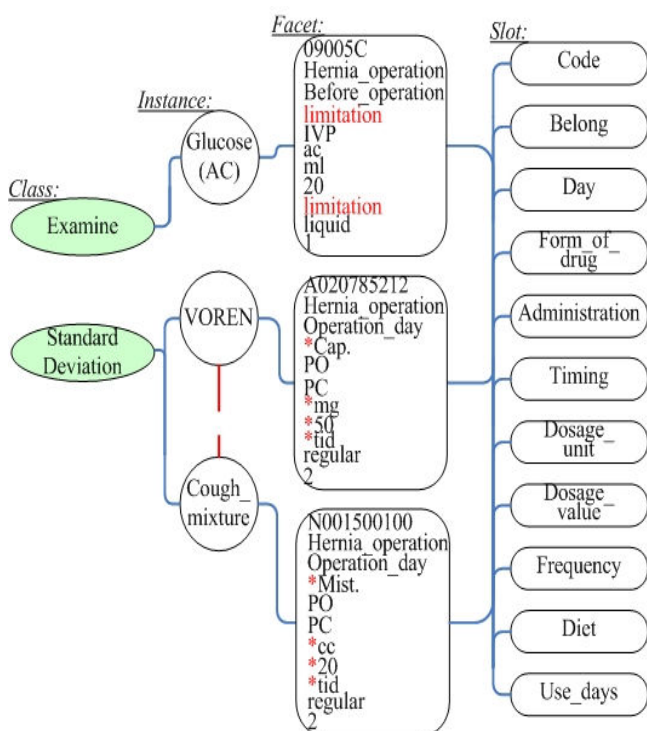 Class:
Examine
Standard
Deviation
Instance:
Glucose
(AC)
VOREN
Cough_
mixture
Facet:
09005C
Hernia_operation
Before_operation
limitation
IVP
ac
ml
20
limitation
liquid
1
A020785212
Hernia_operation
Operation_day
*Cap.
PO
PC
*mg
*50
*tid
regular
2
N001500100
Hernia_operation
Operation_day
*Mist.
PO
PC
*cc
*20
*tid
regular
2
Slot:
Code
Belong
Day
Form_of_
drug
Administration
Timing
Dosage_
unit
Dosage_
value
Frequency
Diet
Use_days